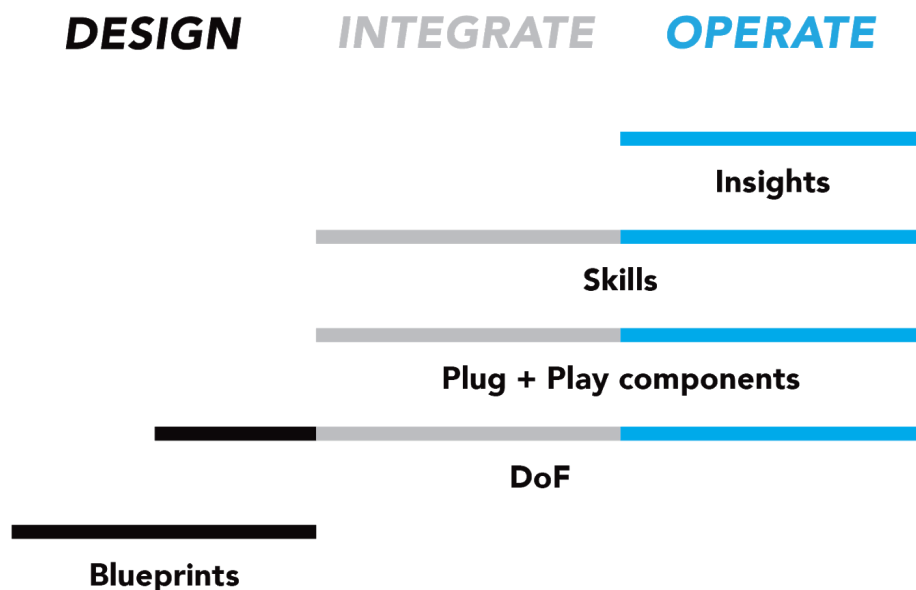 DESIGN INTEGRATE OPERATE
Insights
Skills
Plug + Play components
DoF
Blueprints